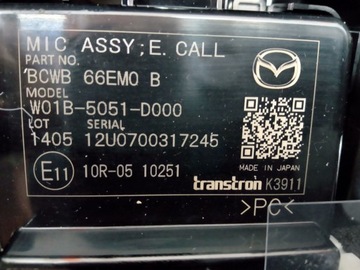 MIC ASSY;E. CALL
PART NO.
BCWB 66EM0 B
MODEL
W01B-5051-D000
LOT SERIAL
1405 12U0700317245
E11 10R-05 10251
MADE IN JAPAN
transtron K3911
>PC<